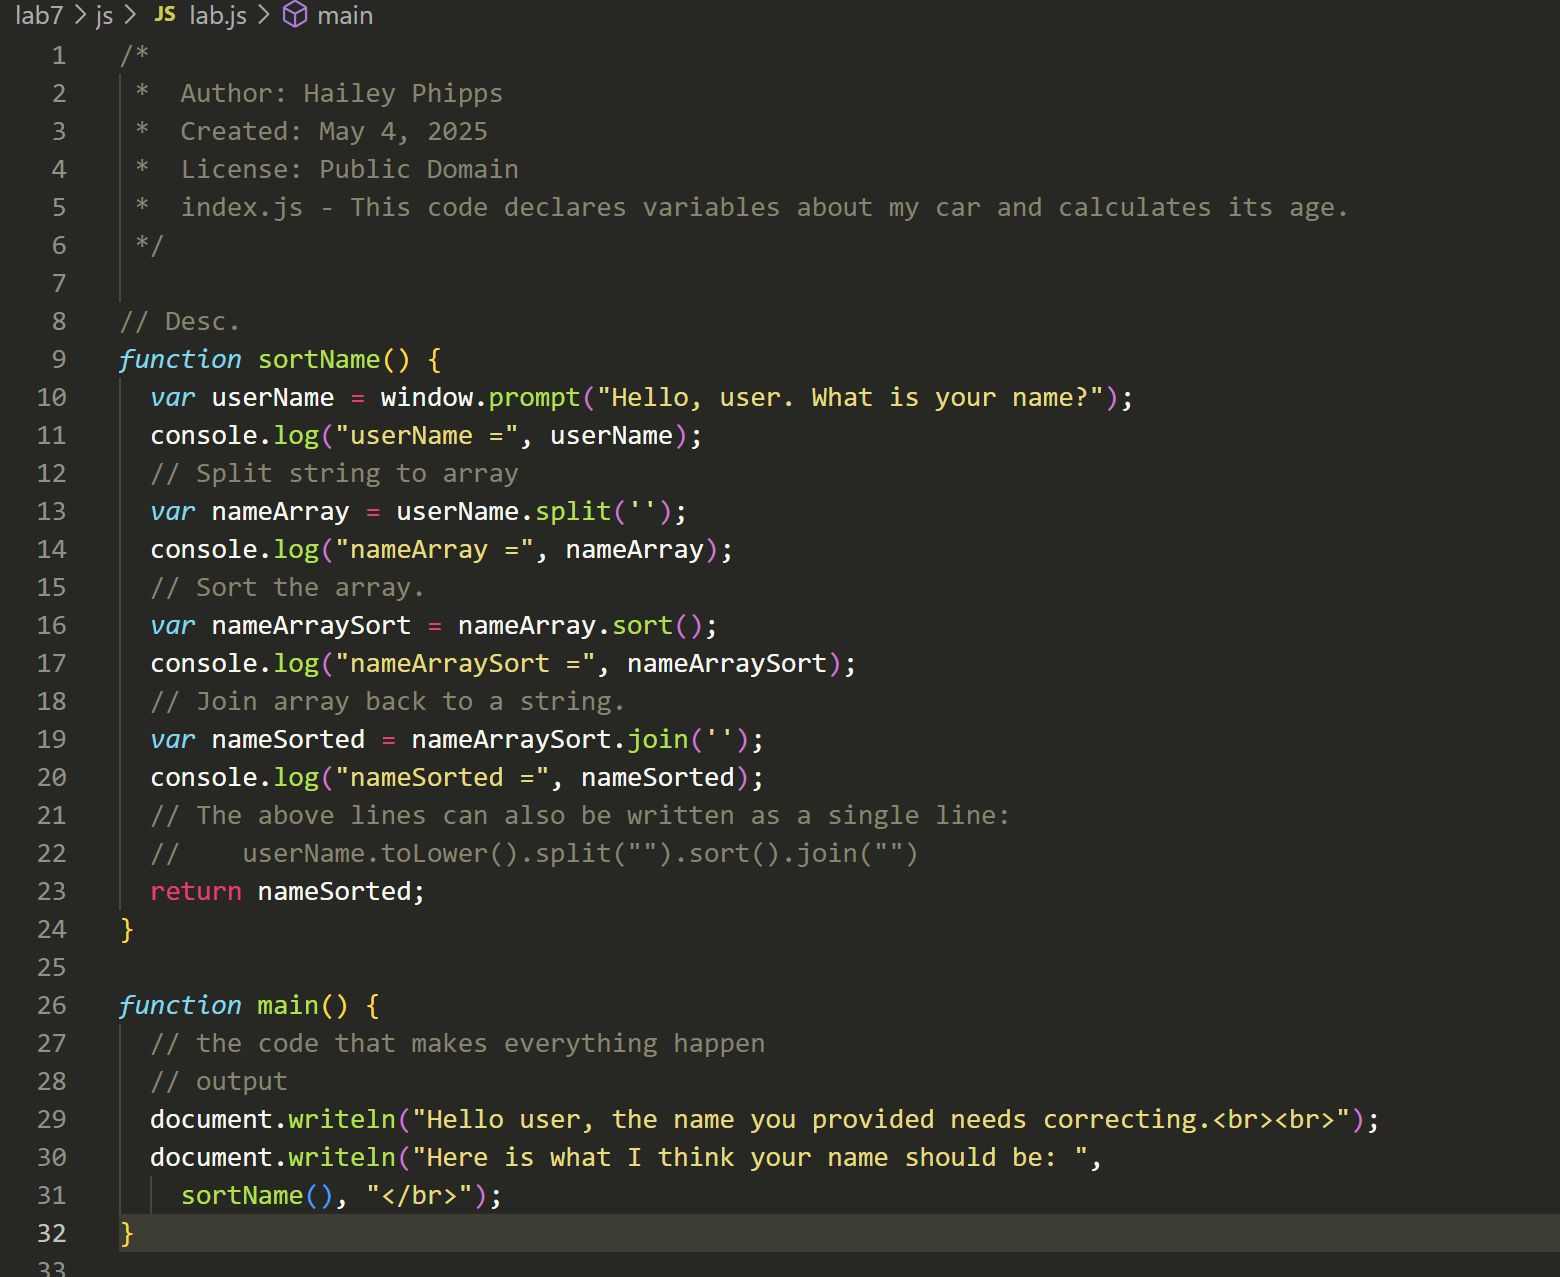 lab7 > js > JS lab.js > main
1 /*
2 * Author: Hailey Phipps
3 * Created: May 4, 2025
4 * License: Public Domain
5 * index.js - This code declares variables about my car and calculates its age.
6 */
7
8 // Desc.
9 function sortName() {
10 var userName = window.prompt("Hello, user. What is your name?");
11 console.log("userName =", userName);
12 // Split string to array
13 var nameArray = userName.split('');
14 console.log("nameArray =", nameArray);
15 // Sort the array.
16 var nameArraySort = nameArray.sort();
17 console.log("nameArraySort =", nameArraySort);
18 // Join array back to a string.
19 var nameSorted = nameArraySort.join('');
20 console.log("nameSorted =", nameSorted);
21 // The above lines can also be written as a single line:
22 //    userName.toLower().split("").sort().join("")
23 return nameSorted;
24 }
25
26 function main() {
27 // the code that makes everything happen
28 // output
29 document.writeln("Hello user, the name you provided needs correcting.<br><br>");
30 document.writeln("Here is what I think your name should be: ",
31 sortName(), "</br>");
32 }
33